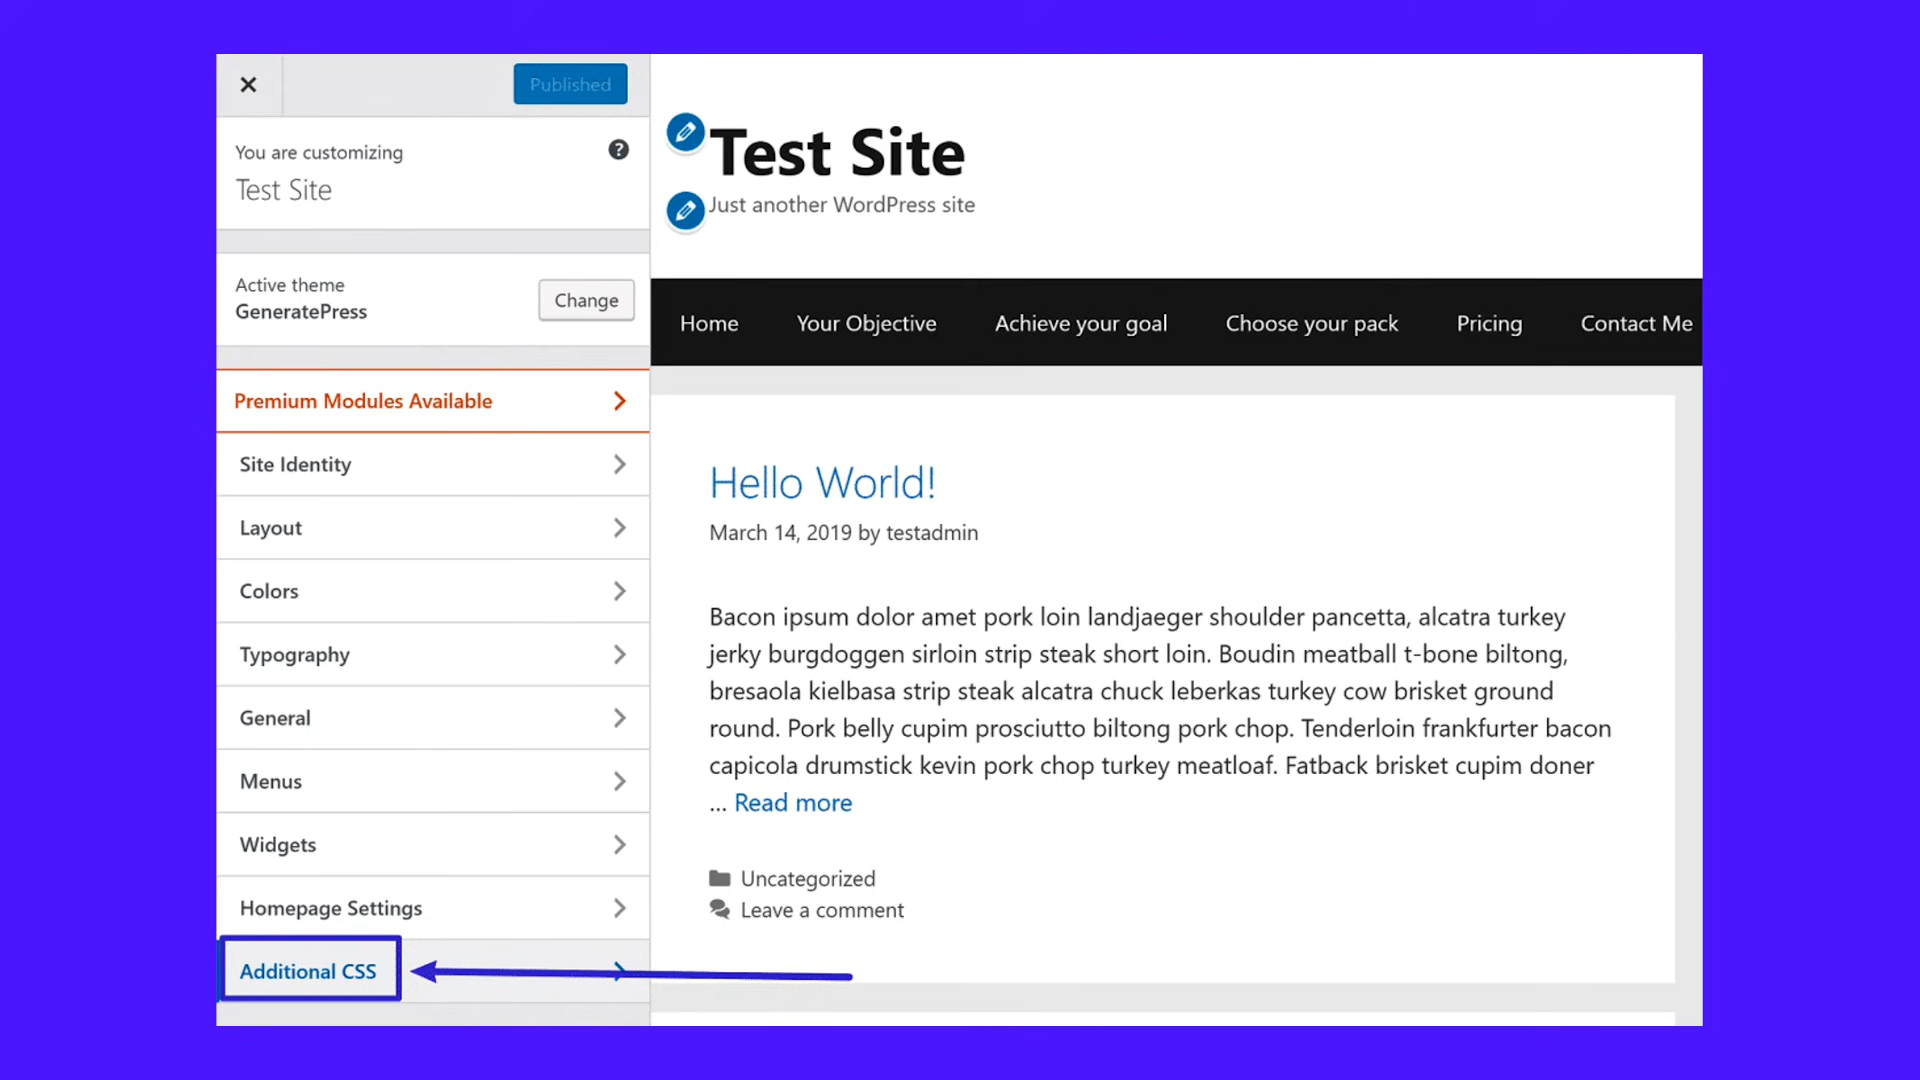 Published
You are customizing
Test Site
Active theme
GeneratePress
Change
Premium Modules Available
Site Identity
Layout
Colors
Typography
General
Menus
Widgets
Homepage Settings
Additional CSS
Test Site
Just another WordPress site
Home Your Objective Achieve your goal Choose your pack Pricing Contact Me
Hello World!
March 14, 2019 by testadmin
Bacon ipsum dolor amet pork loin landjaeger shoulder pancetta, alcatra turkey
jerky burgdoggen sirloin strip steak short loin. Boudin meatball t-bone biltong,
bresaola kielbasa strip steak alcatra chuck leberkas turkey cow brisket ground
round. Pork belly cupim prosciutto biltong pork chop. Tenderloin frankfurter bacon
capicola drumstick kevin pork chop turkey meatloaf. Fatback brisket cupim doner
... Read more
Uncategorized
Leave a comment